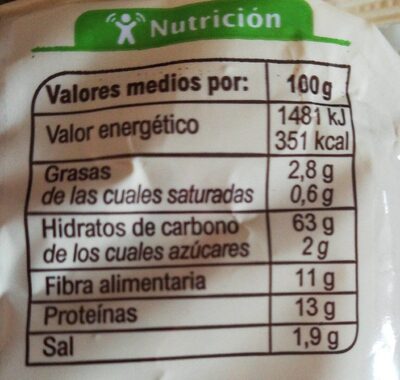 Nutrición
Valores medios por: 100g
Valor energético 1481 kJ
351 kcal
Grasas 2,8 g
de las cuales saturadas 0,6 g
Hidratos de carbono 63 g
de los cuales azúcares 2 g
Fibra alimentaria 11 g
Proteínas 13 g
Sal 1,9 g